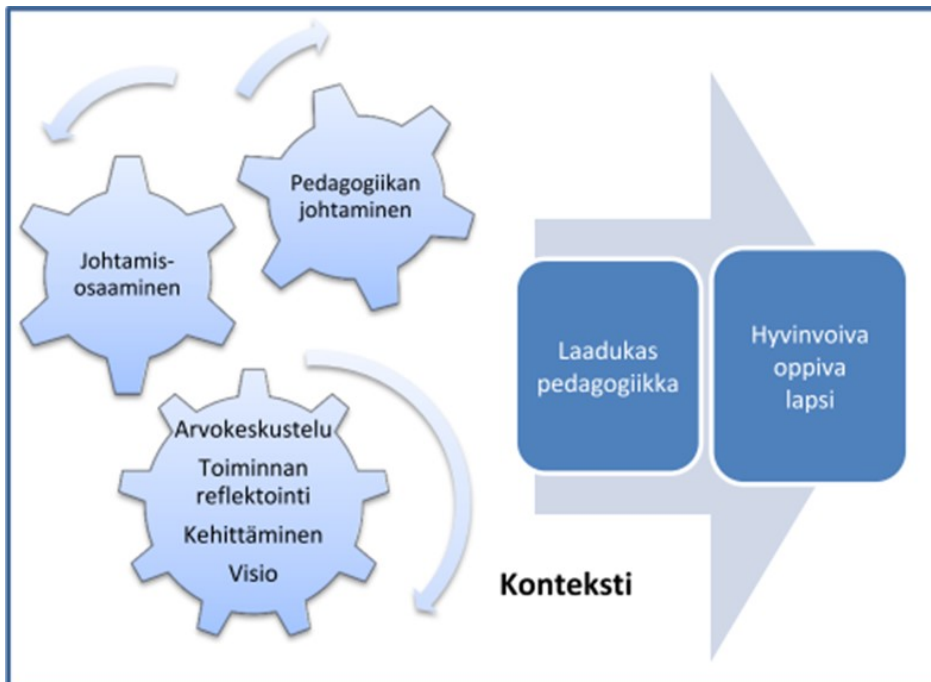 Pedagogiikan
johtaminen
Johtamis-
osaaminen
Arvokeskustelu
Toiminnan
reflektointi
Kehittäminen
Visio
Laadukas
pedagogiikka
Hyvinvoiva
oppiva
lapsi
Konteksti